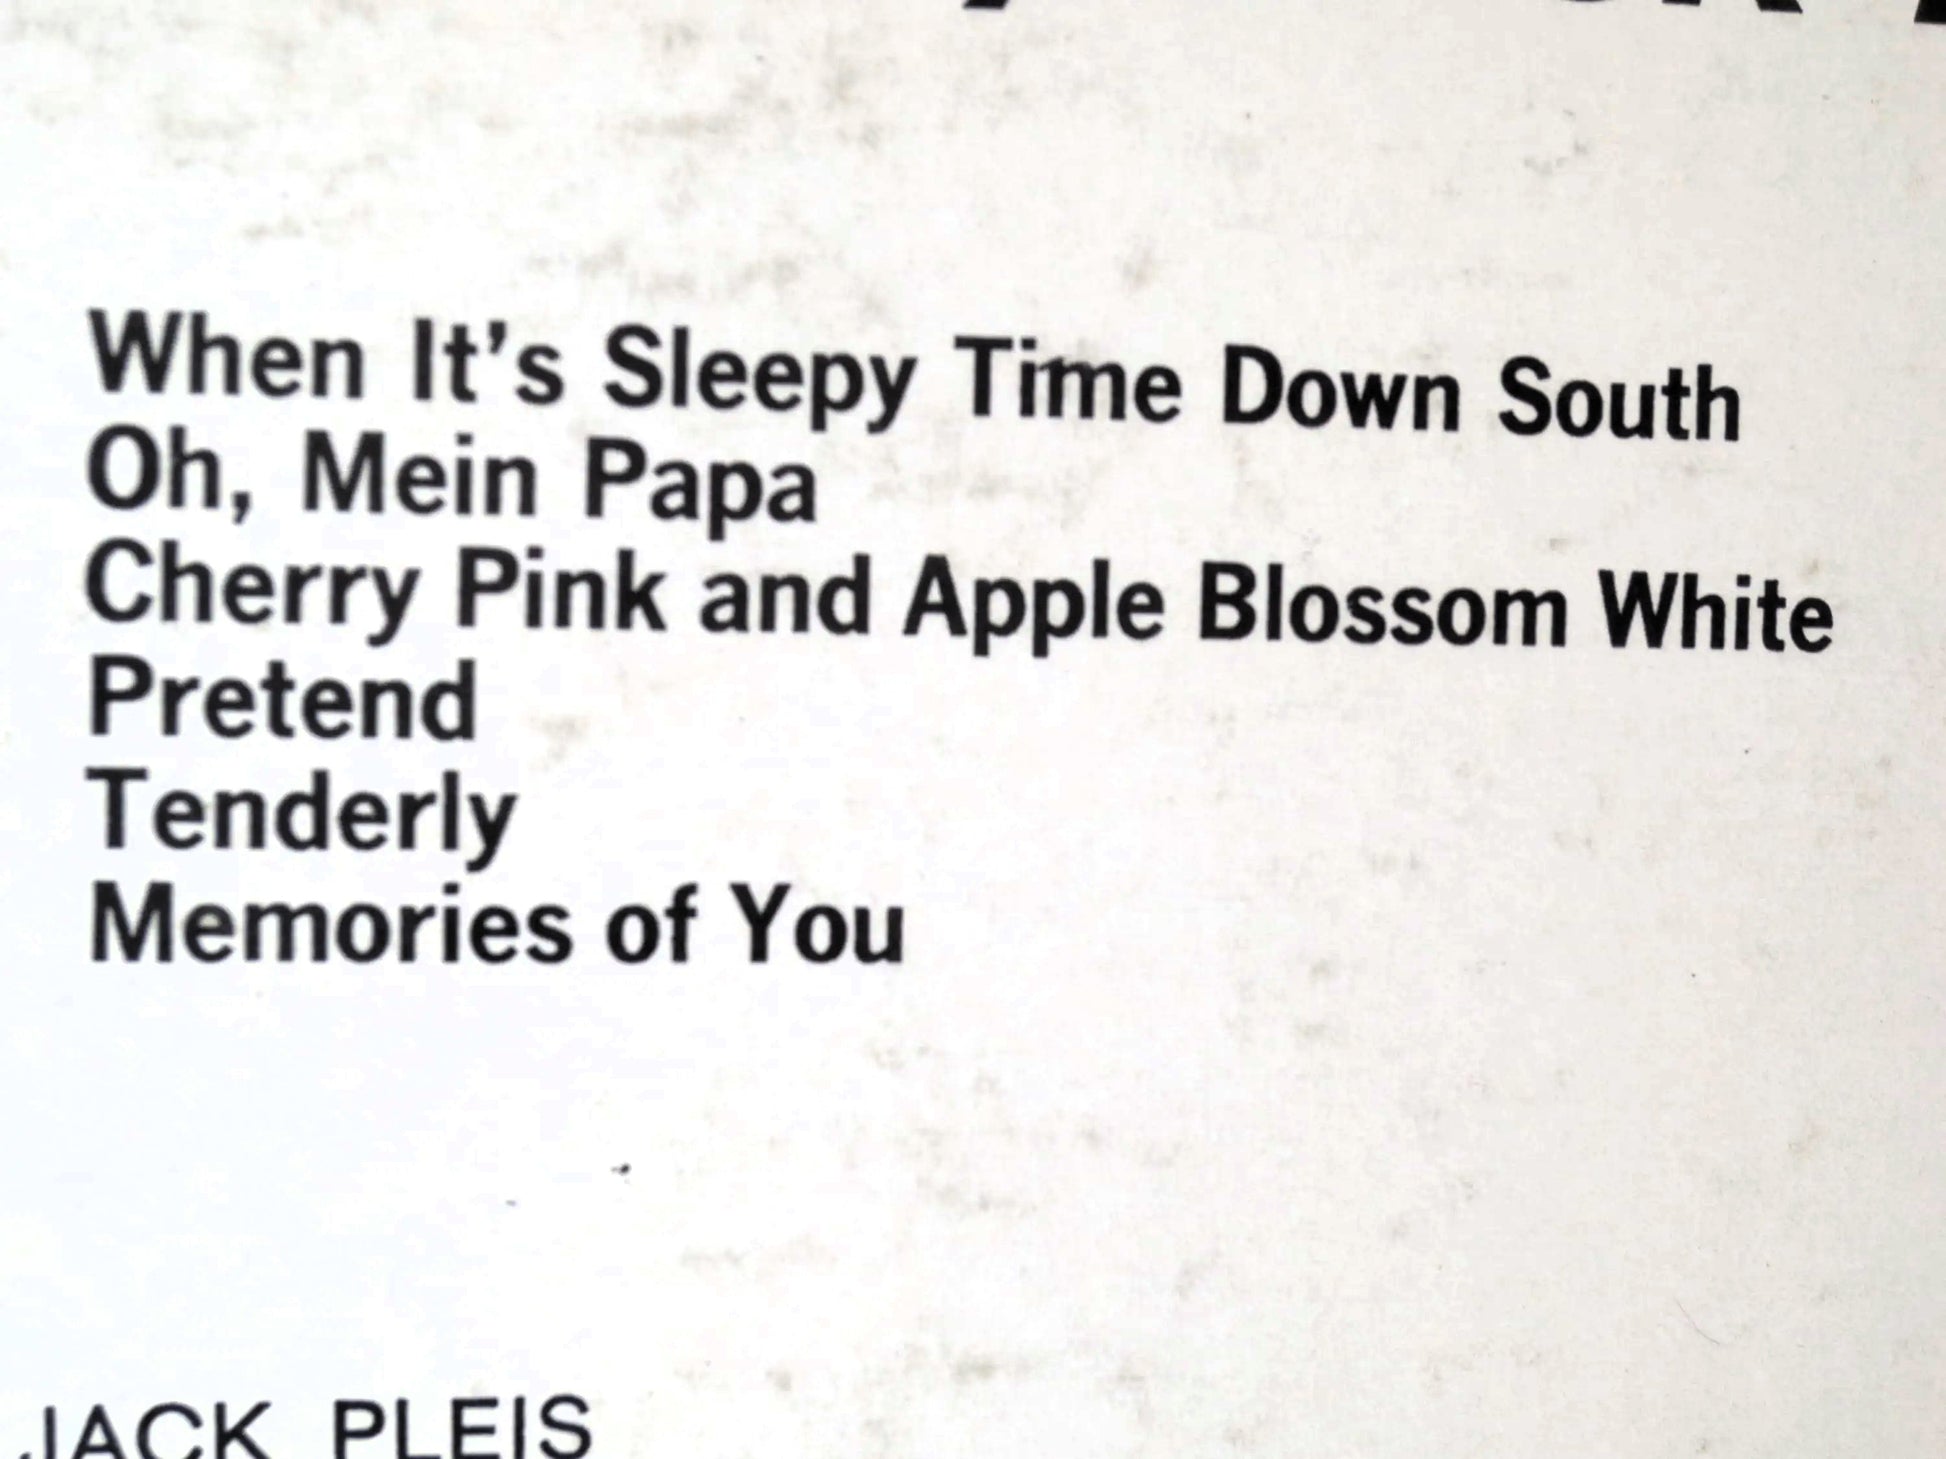 When It's Sleepy Time Down South
Oh, Mein Papa
Cherry Pink and Apple Blossom White
Pretend
Tenderly
Memories of You
JACK PLEIS